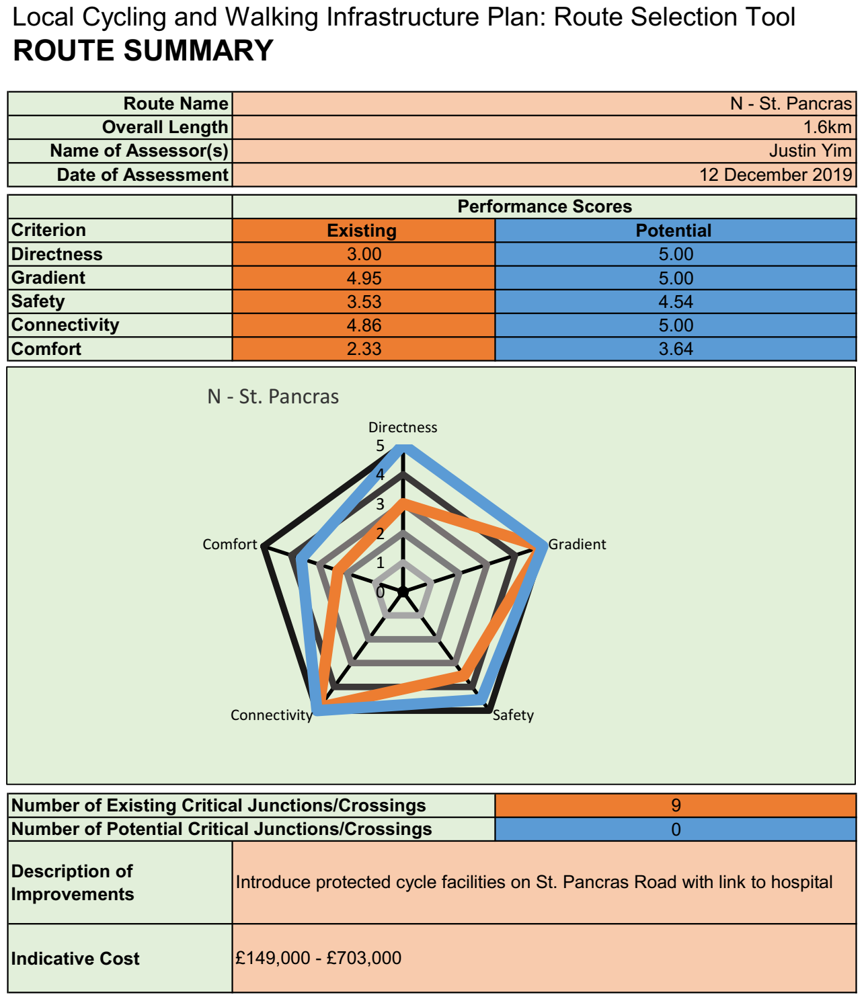 Local Cycling and Walking Infrastructure Plan: Route Selection Tool
ROUTE SUMMARY
Route Name N - St. Pancras
Overall Length 1.6km
Name of Assessor(s) Justin Yim
Date of Assessment 12 December 2019
Performance Scores
Criterion Existing Potential
Directness 3.00 5.00
Gradient 4.95 5.00
Safety 3.53 4.54
Connectivity 4.86 5.00
Comfort 2.33 3.64
N - St. Pancras
Directness
5
4
3
2
Comfort Gradient
1
0
Connectivity Safety
Number of Existing Critical Junctions/Crossings 9
Number of Potential Critical Junctions/Crossings 0
Description of
Improvements
Introduce protected cycle facilities on St. Pancras Road with link to hospital
Indicative Cost £149,000 - £703,000